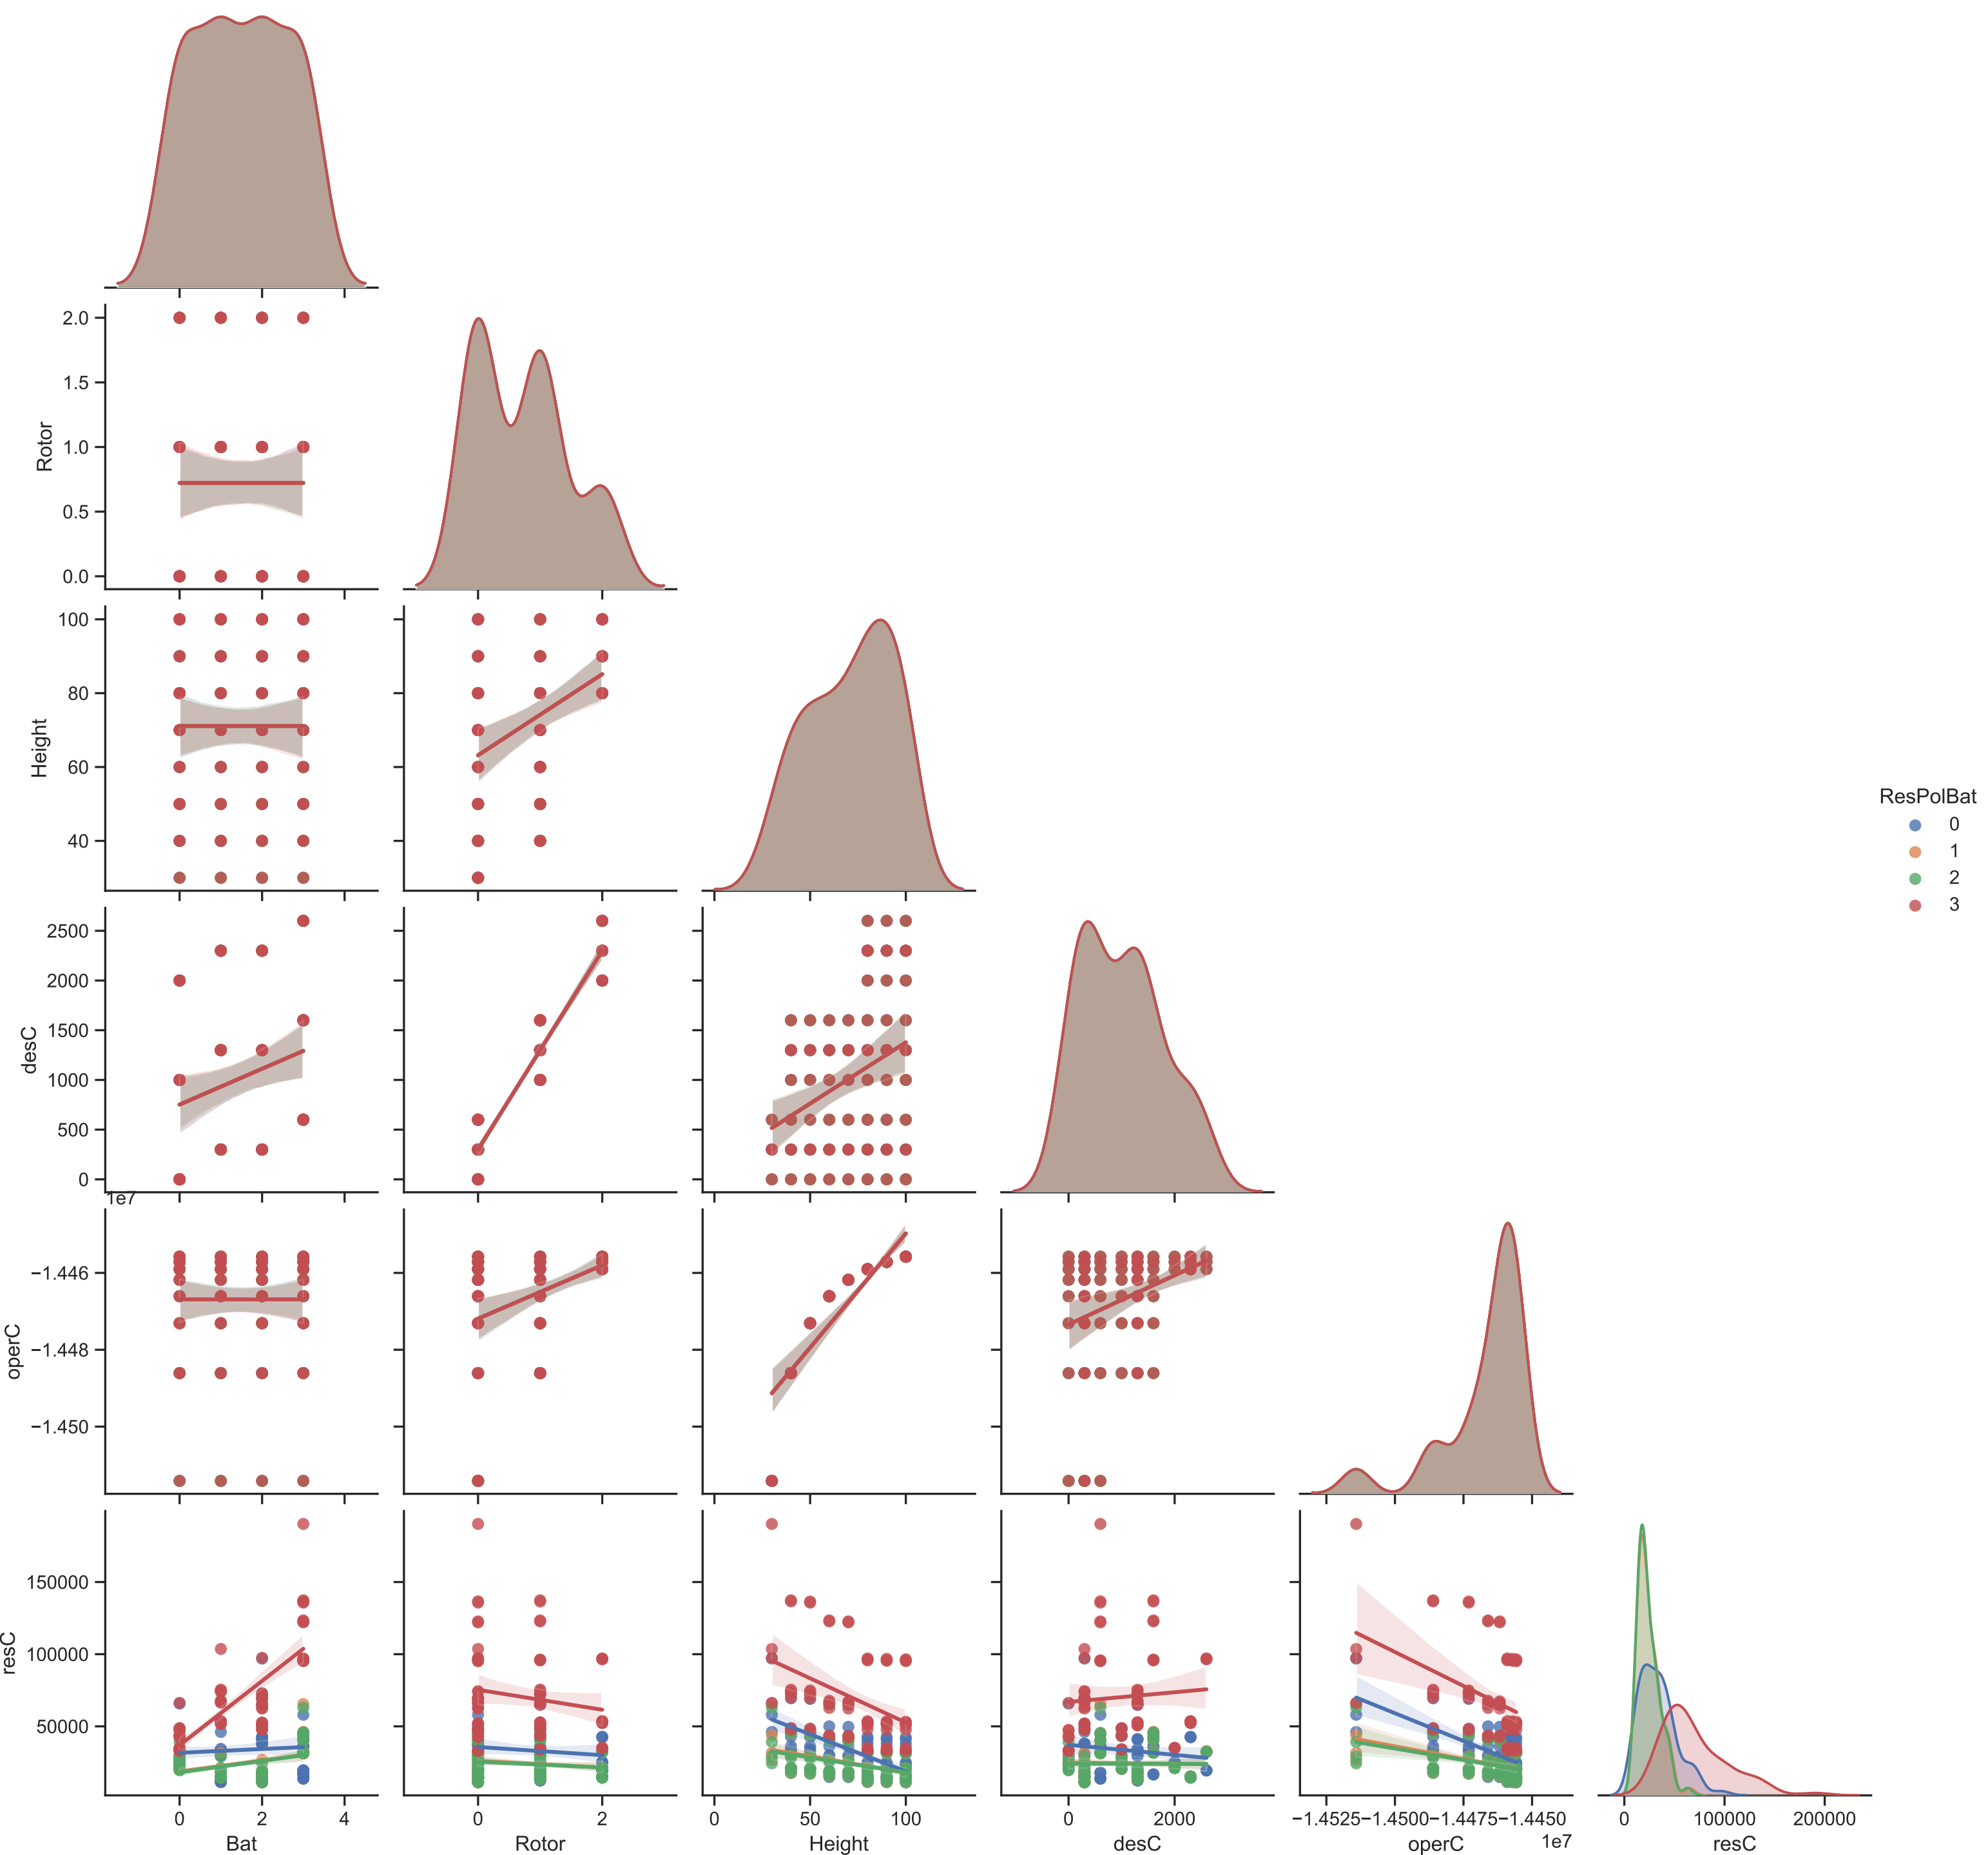 2.0
1.5
1.0
0.5
0.0
Rotor
100
80
60
40
Height
ResPolBat
0
1
2
3
2500
2000
1500
1000
500
0
desC
1e7
−1.446
−1.448
−1.450
operC
150000
100000
50000
resC
0 2 4
0 2
0 50 100
0 2000
−1.4525 −1.4500 −1.4475 −1.4450
0 100000 200000
1e7
Bat Rotor Height desC operC resC